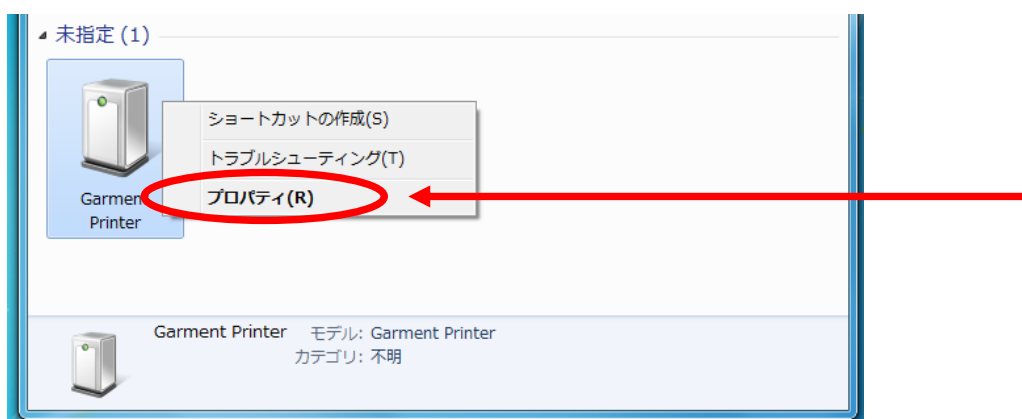 未指定 (1)
ショートカットの作成(S)
トラブルシューティング(T)
プロパティ(R)
Garmen
Printer
Garment Printer モデル: Garment Printer
カテゴリ: 不明